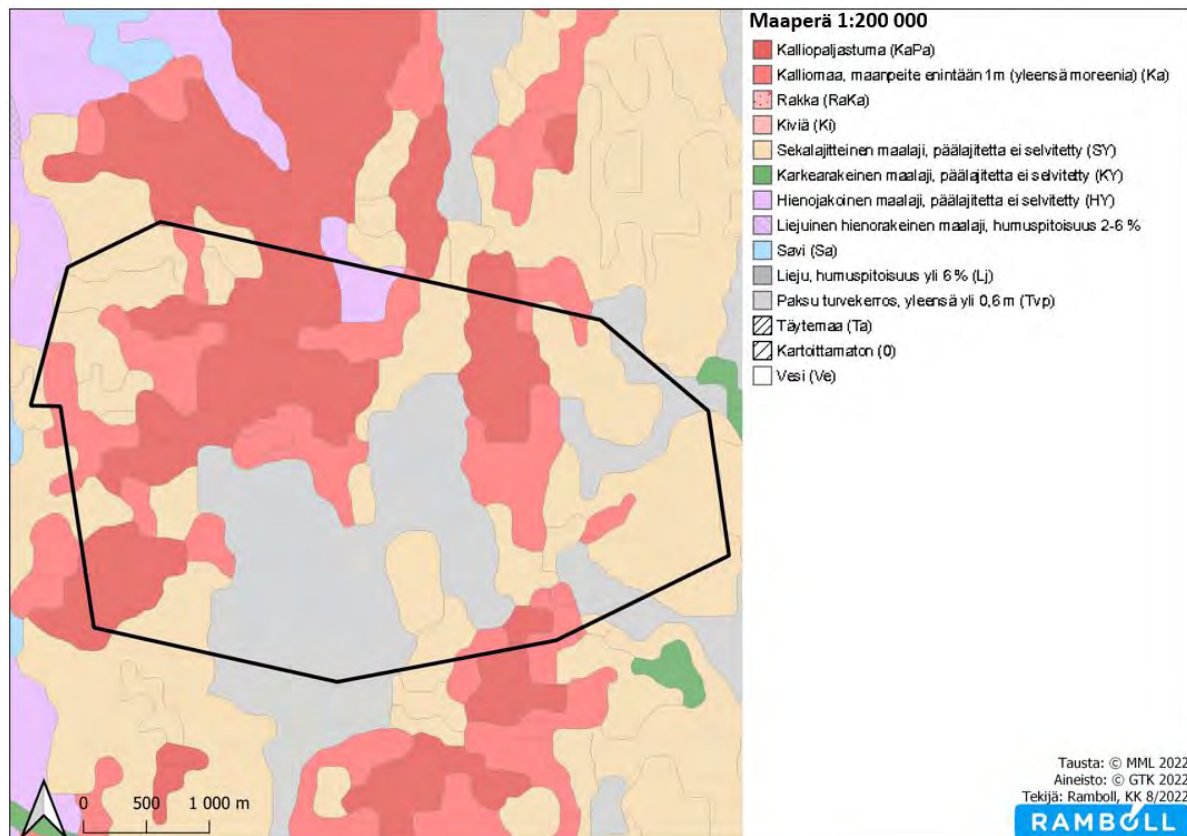 Maaperä 1:200 000
Kalliopaljastuma (KaPa)
Kalliomaa, maanpeite enintään 1m (yleensä moreenia) (Ka)
Rakka (RaKa)
Kiviä (Ki)
Sekalajitteinen maalaji, päälajitetta ei selvitetty (SY)
Karkearakeinen maalaji, päälajitetta ei selvitetty (KY)
Hienojakoinen maalaji, päälajitetta ei selvitetty (HY)
Liejuinen hienorakeinen maalaji, humuspitoisuus 2-6 %
Savi (Sa)
Lieju, humuspitoisuus yli 6 % (Lj)
Paksu turvekerros, yleensä yli 0,6 m (Tvp)
Täytemaa (Ta)
Kartoittamaton (0)
Vesi (Ve)
0 500 1 000 m
Tausta: © MML 2022
Aineisto: © GTK 2022
Tekijä: Ramboll, KK 8/2022
RAMBOLL